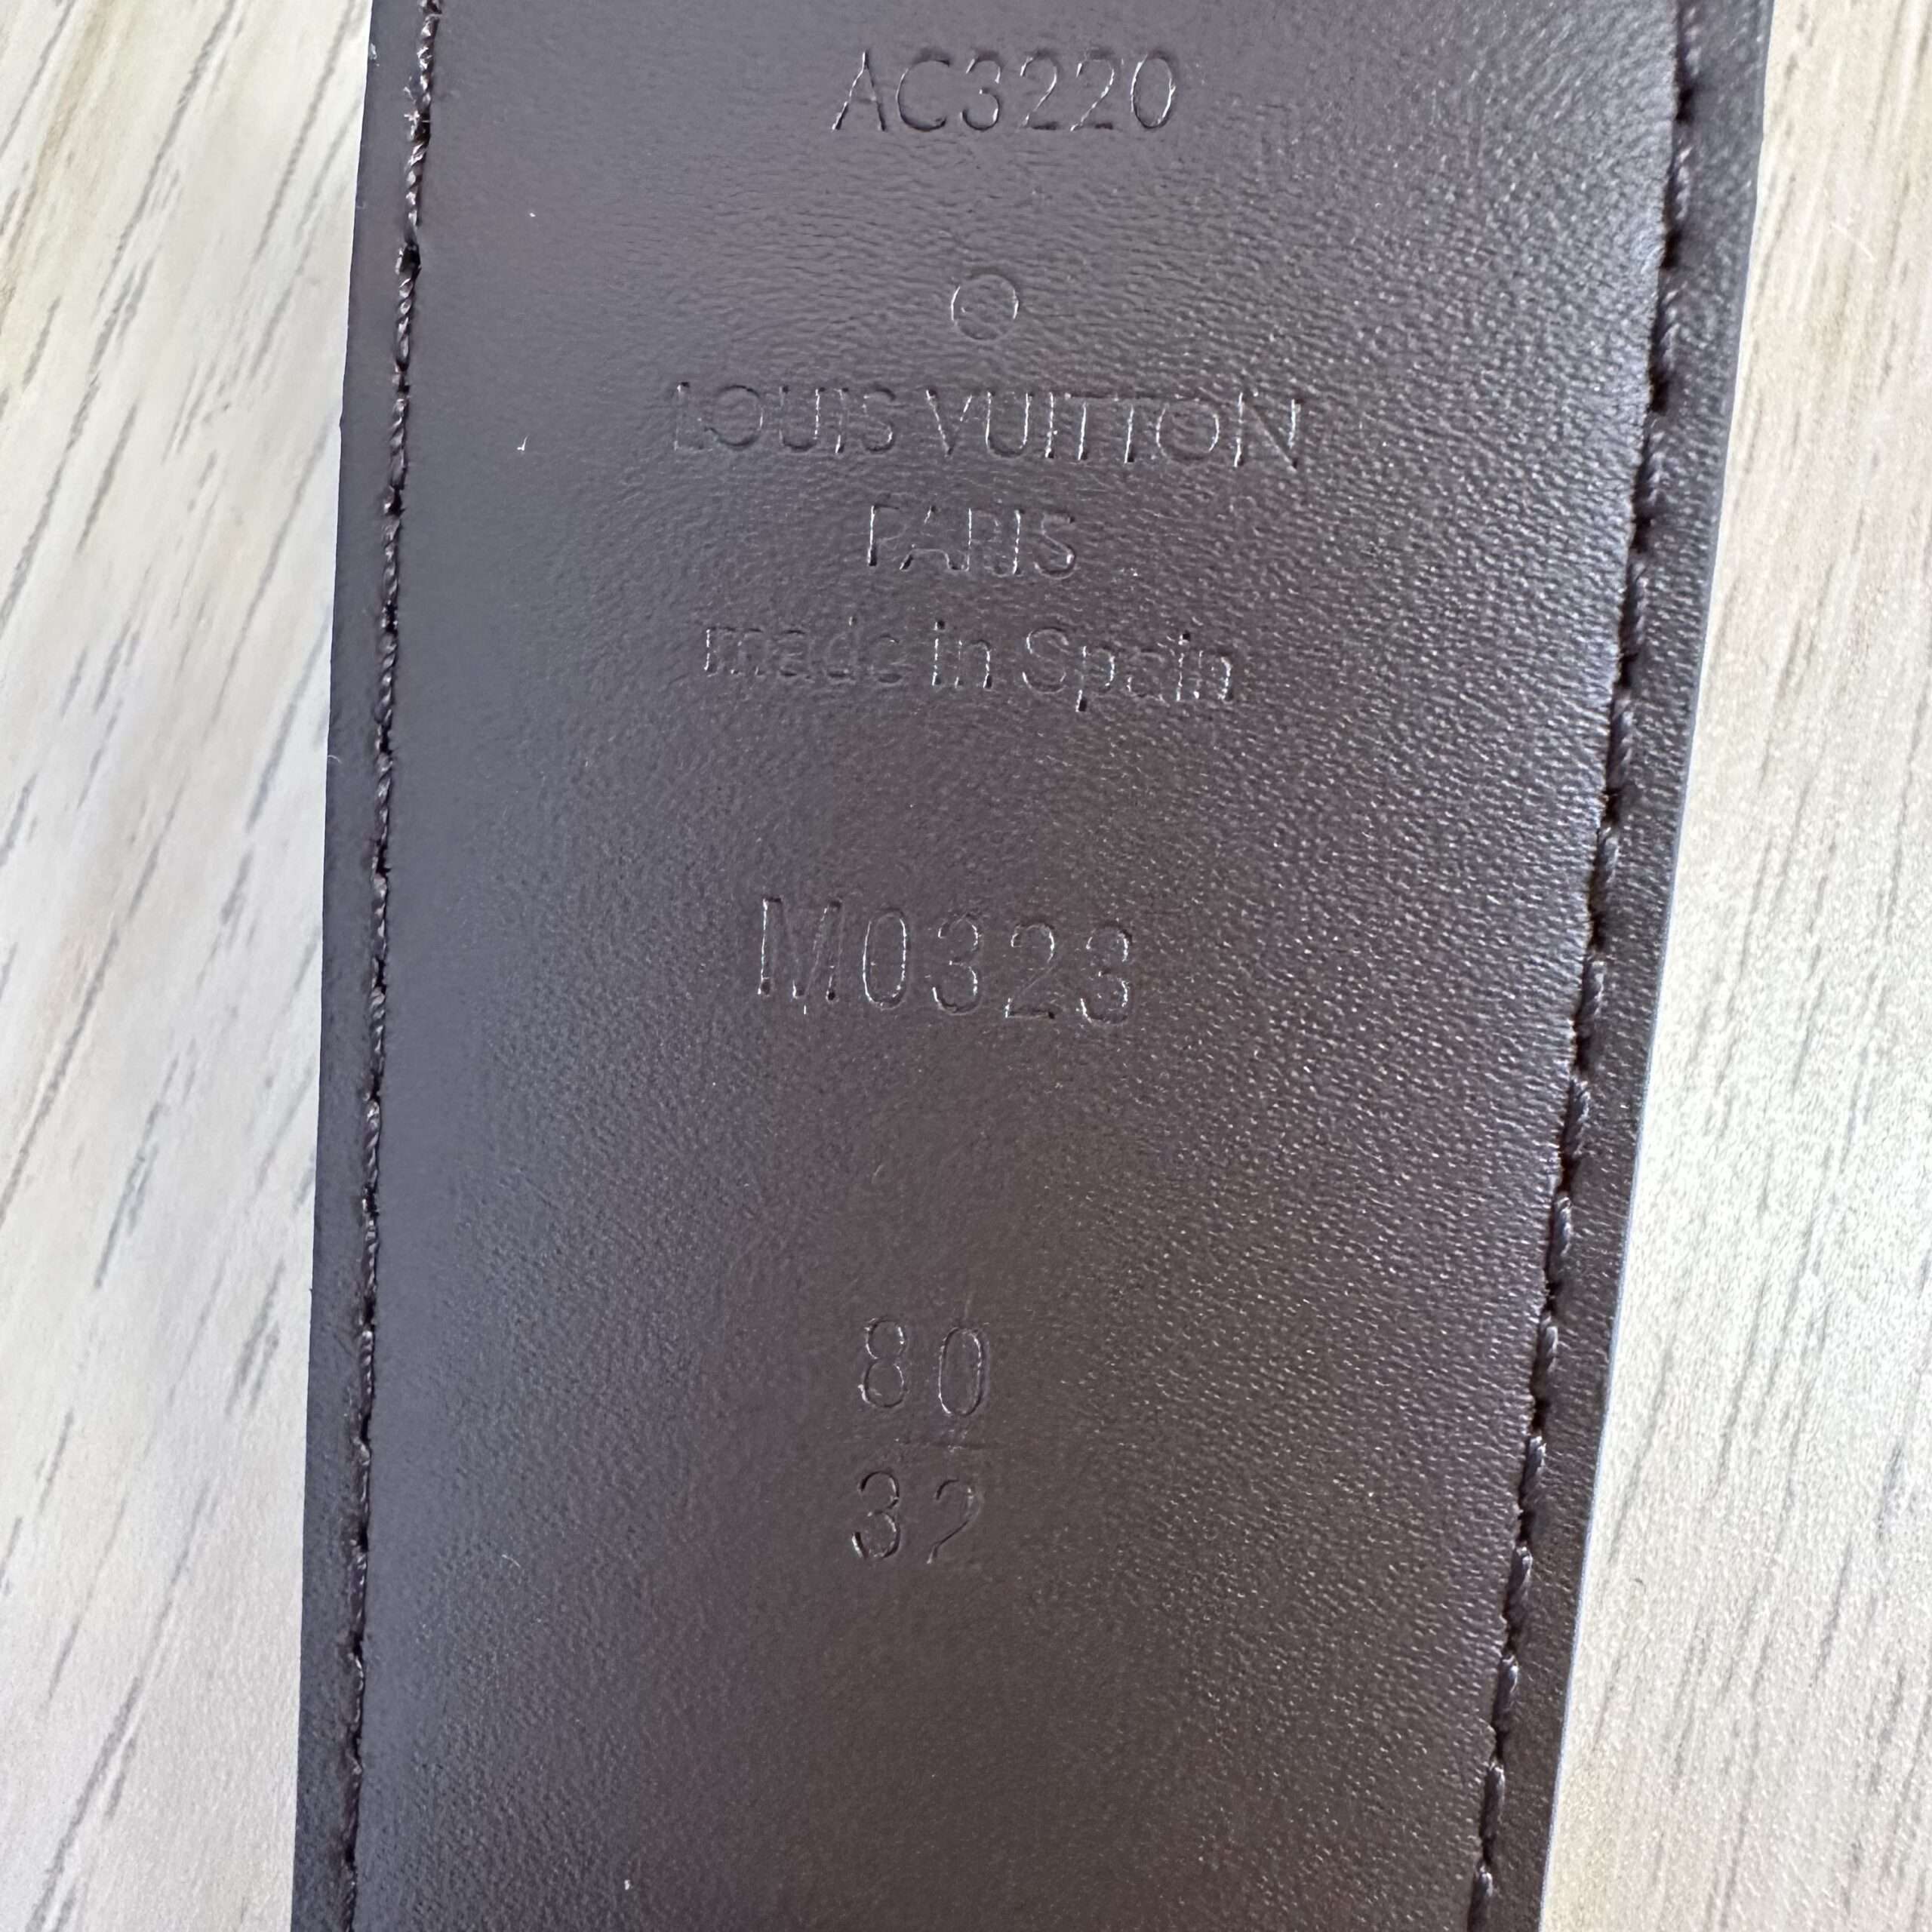 AC3220
LOUIS VUITTON
PARIS
made in Spain
M0323
80
32